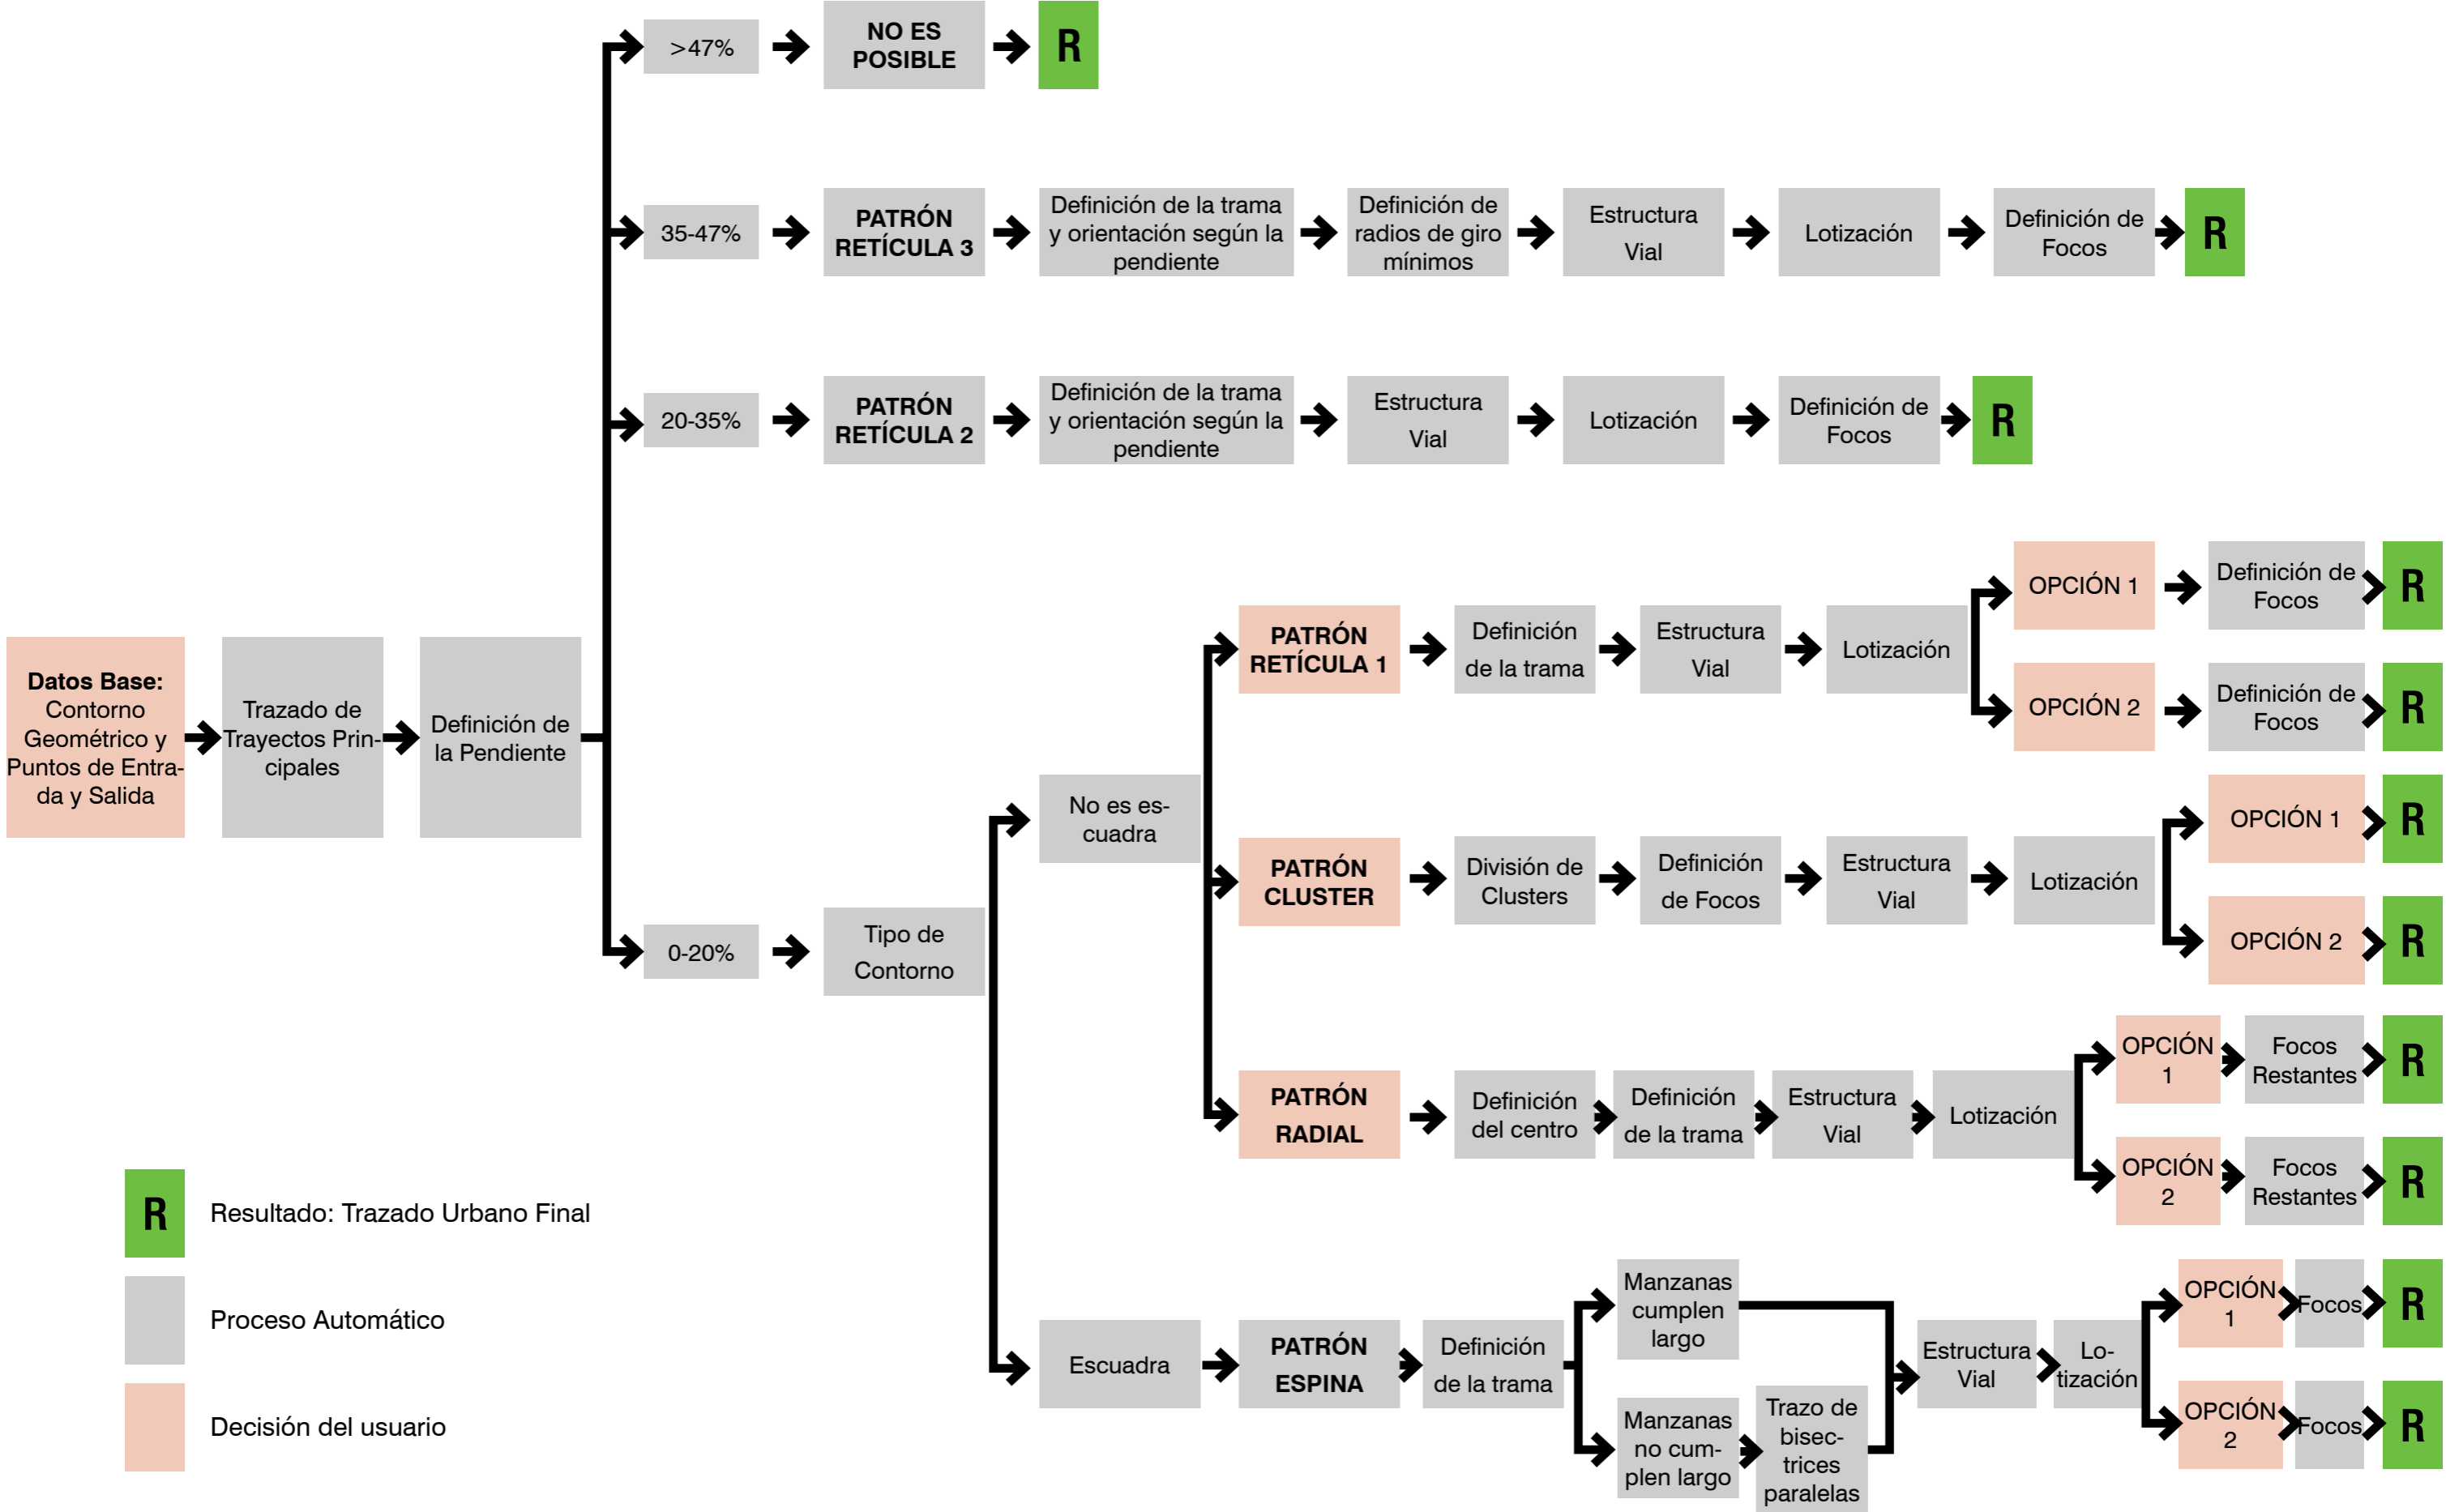 >47%
NO ES
POSIBLE
R
35-47%
PATRÓN
RETÍCULA 3
Definición de la trama
y orientación según la
pendiente
Definición de
radios de giro
mínimos
Estructura
Vial
Lotización
Definición de
Focos
R
20-35%
PATRÓN
RETÍCULA 2
Definición de la trama
y orientación según la
pendiente
Estructura
Vial
Lotización
Definición de
Focos
R
Datos Base:
Contorno
Geométrico y
Puntos de Entra-
da y Salida
Trazado de
Trayectos Prin-
cipales
Definición de
la Pendiente
0-20%
Tipo de
Contorno
No es es-
cuadra
PATRÓN
RETÍCULA 1
Definición
de la trama
Estructura
Vial
Lotización
OPCIÓN 1
Definición de
Focos
R
OPCIÓN 2
Definición de
Focos
R
PATRÓN
CLUSTER
División de
Clusters
Definición
de Focos
Estructura
Vial
Lotización
OPCIÓN 1
R
OPCIÓN 2
R
PATRÓN
RADIAL
Definición
del centro
Definición
de la trama
Estructura
Vial
Lotización
OPCIÓN
1
Focos
Restantes
R
OPCIÓN
2
Focos
Restantes
R
Escuadra
PATRÓN
ESPINA
Definición
de la trama
Manzanas
cumplen
largo
Manzanas
no cum-
plen largo
Trazo de
bisec-
trices
paralelas
Estructura
Vial
Lo-
tización
OPCIÓN
1
Focos
R
OPCIÓN
2
Focos
R
R
Resultado: Trazado Urbano Final
Proceso Automático
Decisión del usuario